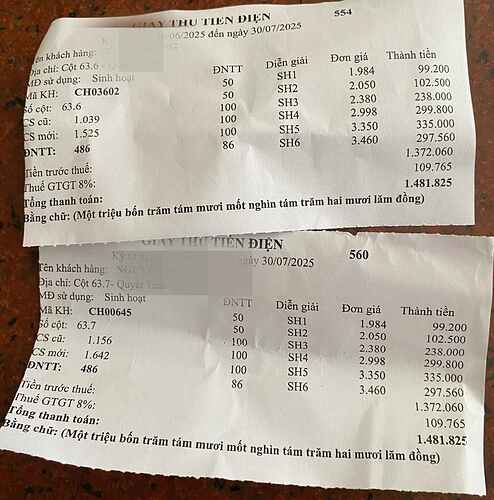 GIẤY THU TIỀN ĐIỆN 554
06/2025 đến ngày 30/07/2025
Tên khách hàng:
Địa chỉ: Cột 63.6
MĐ sử dụng: Sinh hoạt ĐNTT Diễn giải Đơn giá Thành tiền
Mã KH: CH03602 50 SH1 1.984 99.200
Số cột: 63.6 50 SH2 2.050 102.500
CS cũ: 1.039 100 SH3 2.380 238.000
CS mới: 1.525 100 SH4 2.998 299.800
ĐNTT: 486 100 SH5 3.350 335.000
86 SH6 3.460 297.560
Tiền trước thuế: 1.372.060
Thuế GTGT 8%: 109.765
Tổng thanh toán: 1.481.825
Bằng chữ: (Một triệu bốn trăm tám mươi mốt nghìn tám trăm hai mươi lăm đồng)
GIẤY THU TIỀN ĐIỆN 560
ngày 30/07/2025
Tên khách hàng:
Địa chỉ: Cột 63.7-
MĐ sử dụng: Sinh hoạt ĐNTT Diễn giải Đơn giá Thành tiền
Mã KH: CH00645 50 SH1 1.984 99.200
Số cột: 63.7 50 SH2 2.050 102.500
CS cũ: 1.156 100 SH3 2.380 238.000
CS mới: 1.642 100 SH4 2.998 299.800
ĐNTT: 486 100 SH5 3.350 335.000
86 SH6 3.460 297.560
Tiền trước thuế: 1.372.060
Thuế GTGT 8%: 109.765
Tổng thanh toán: 1.481.825
Bằng chữ: (Một triệu bốn trăm tám mươi mốt nghìn tám trăm hai mươi lăm đồng)